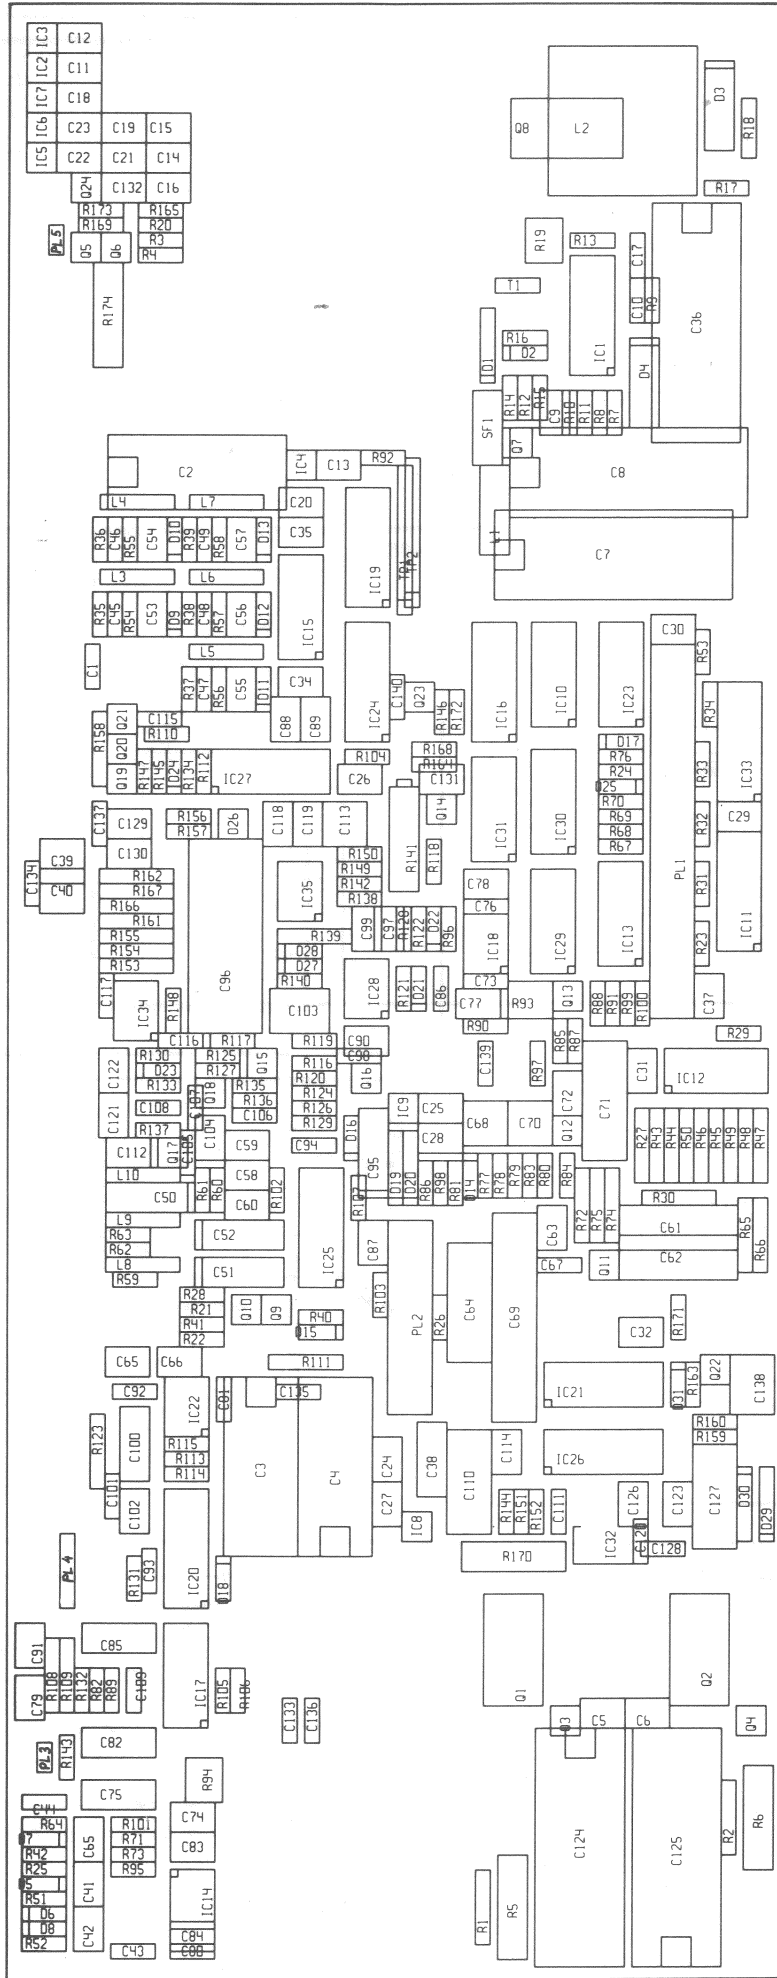 IC3 C12
IC2 C11
IC7 C18
IC6 C23 C19 C15
IC5 C22 C21 C14
Q24 C132 C16
R173 R165
R169 R20
R3
R4
PL5 Q5 Q6
R174
Q8 L2 D3 R18
R17
R19 R13 C17
T1 C10 R9 C36
IC1
D1 R16
D2 D4
R14 R12 R15 C9 R10 R11 R8 R7
SF1 Q7 C8
C7
C2 IC4 C13 R92
L4 L7 C20
R36 C46 R55 C54 D10 R39 C49 R58 C57 D13 C35
IC19 TP1 TP2
L3 L6
R35 C45 R54 C53 D9 R38 C48 R57 C56 D12 IC15
C1 L5
R37 C47 R56 C55 D11 C34
IC24 C140 Q23 R146 R172 IC16 IC10 IC23 C30 R53
R158 Q21 C115 C88 C89
R110
Q20
Q19 R147 R145 D24 R134 R112 IC27
R104 R168
R164
C26 C131
Q14
R141 R118
IC31 IC30
D17
R76
R24
D25
R70
R69
R68
R67
R34 R33 R32 IC33 C29
PL1 R31 IC11 R23
C137 C129 R156 D26 C118 C119 C113
R157
C130
C39 C134 C40
R162
R167
R166
R161
R155
R154
R153
C96 IC35
R150
R149
R142
R138
R139
D28
D27
R140
C99 C97 R128 R122 D22 R96
C78
C76
IC18 IC29 IC13
C117 IC34 R148 C103 IC28 R121 D21 C86
C73
C77 R93 Q13 R88 R91 R99 R100 C37
R90
C116 R117 R119 C90
C98
C139 R97 R85 R87 R29
C122 R130 R125 Q15 R116 Q16
D23 R127 R120
R133 R135 R124
C121 C108 C107 Q18 R136 R126
C106 R129
R137 C104 C59 C94 D16
IC9 C25 C68 C70 C72 C71 C31 IC12
C28 Q12
C112 Q17 C105 C58 C95
L10 R61 R60 R102
C50 C60 R107
D19 D20 R86 R98 R81 D14 R77 R78 R79 R83 R80 R84
R27 R43 R44 R50 R46 R45 R49 R48 R47
R72 R75 R74 R30
L9 C52 IC25 C87
R63
R62
L8 C51
R59
C63 C61 R65 R66
C67 Q11 C62
R28 Q10 Q9 R40
R21 D15
R41
R22
R103 PL2 R26 C64 C69
C32 R171
C65 C66 R111
C92 IC22 C81 C135
R123 C100 R115
R113
R114
C101 C102 C3 C4 C24 C38 C110 C114
C27 IC8
IC21 D31 R163 Q22 C138
R160
R159
IC26
R144 R151 R152 C111 C126 C123 C127 D30 D29
IC32 C120 C128
R170
PL4 R131 C93 IC20 D18
C91 C85
C79 R108 R109 R132 R82 R89 C109 IC17 R105 R106
C133 C136
Q1 Q2
Q3 C5 C6 Q4
PL3 R143 C82
C75 R94
C44
R64 C65 R101 C74
R71
R42 R73 C83
R25 R95
R51 C41 IC14
D6
D8 C42 C84
R52 C43 C80
C124 C125 R2 R6
R1 R5